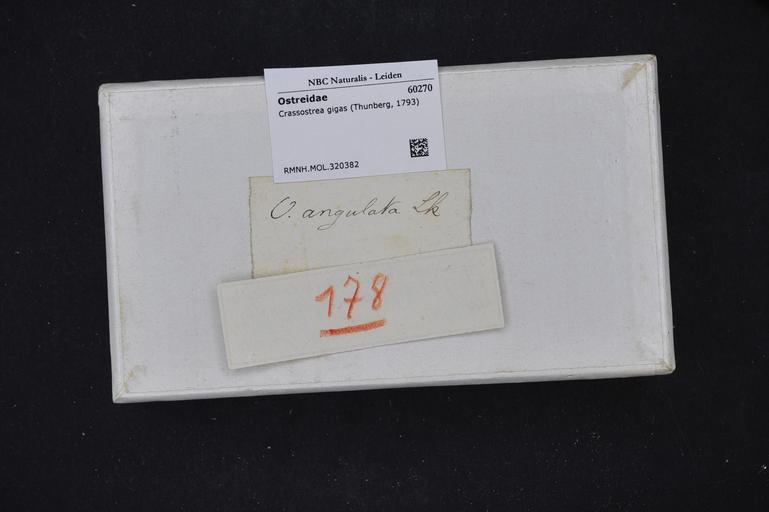 NBC Naturalis - Leiden
Ostreidae 60270
Crassostrea gigas (Thunberg, 1793)
RMNH.MOL.320382
O. angulata Lk
178